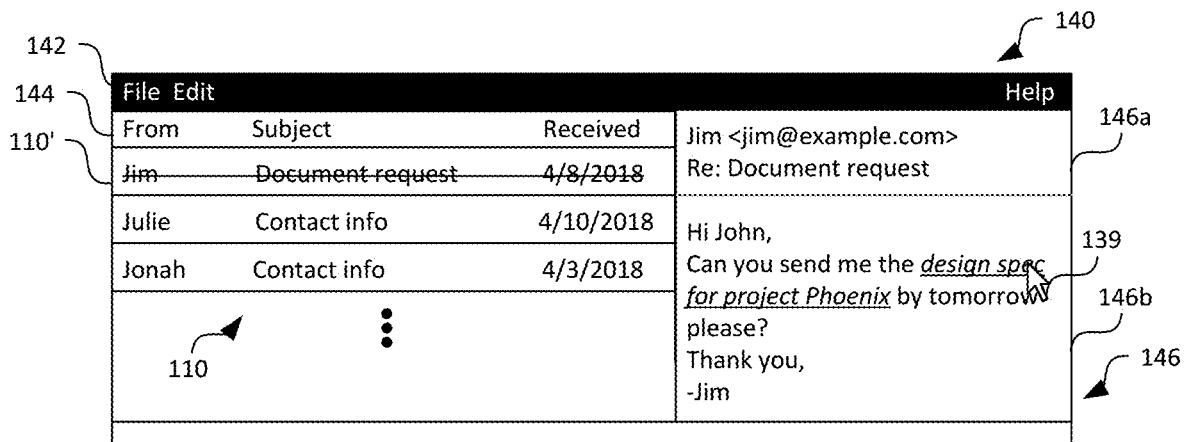 140
142
File Edit Help
144
From Subject Received
110'
Jim Document request 4/8/2018
Julie Contact info 4/10/2018
Jonah Contact info 4/3/2018
110
Jim <jim@example.com>
Re: Document request
146a
Hi John,
Can you send me the design spec
for project Phoenix by tomorrow
please?
Thank you,
-Jim
139
146b
146